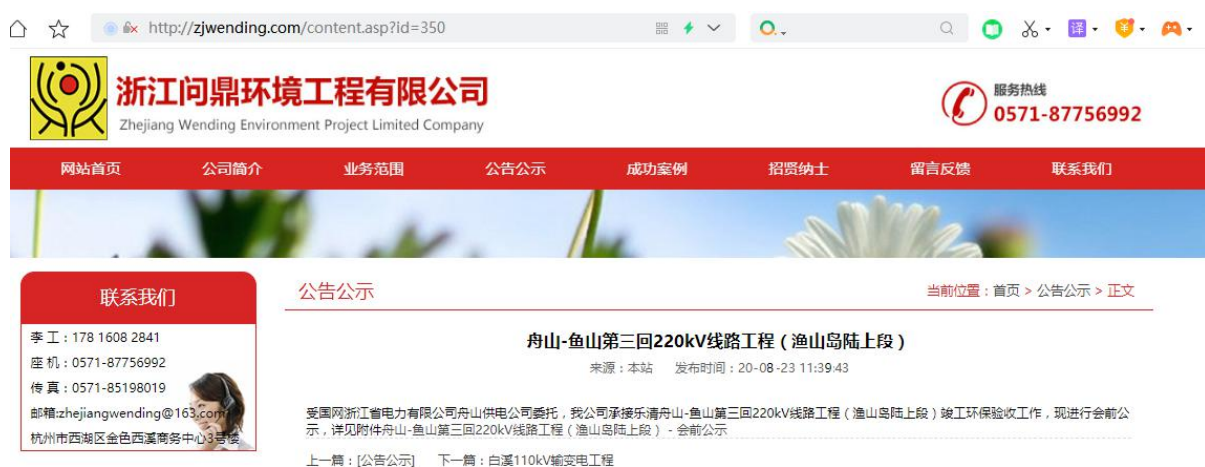 http://zjwending.com/content.asp?id=350
译
浙江问鼎环境工程有限公司
Zhejiang Wending Environment Project Limited Company
服务热线
0571-87756992
网站首页 公司简介 业务范围 公告公示 成功案例 招贤纳士 留言反馈 联系我们
联系我们
李工:178 1608 2841
座机:0571-87756992
传真:0571-85198019
邮箱:zhejiangwending@163.com
杭州市西湖区金色西溪商务中心3号楼
公告公示
当前位置:首页 > 公告公示 > 正文
舟山-鱼山第三回220kV线路工程(渔山岛陆上段)
来源:本站 发布时间:20-08-23 11:39:43
受国网浙江省电力有限公司舟山供电公司委托,我公司承接乐清舟山-鱼山第三回220kV线路工程(渔山岛陆上段)竣工环保验收工作,现进行会前公
示,详见附件舟山-鱼山第三回220kV线路工程(渔山岛陆上段) - 会前公示
上一篇:[公告公示] 下一篇:白溪110kV输变电工程